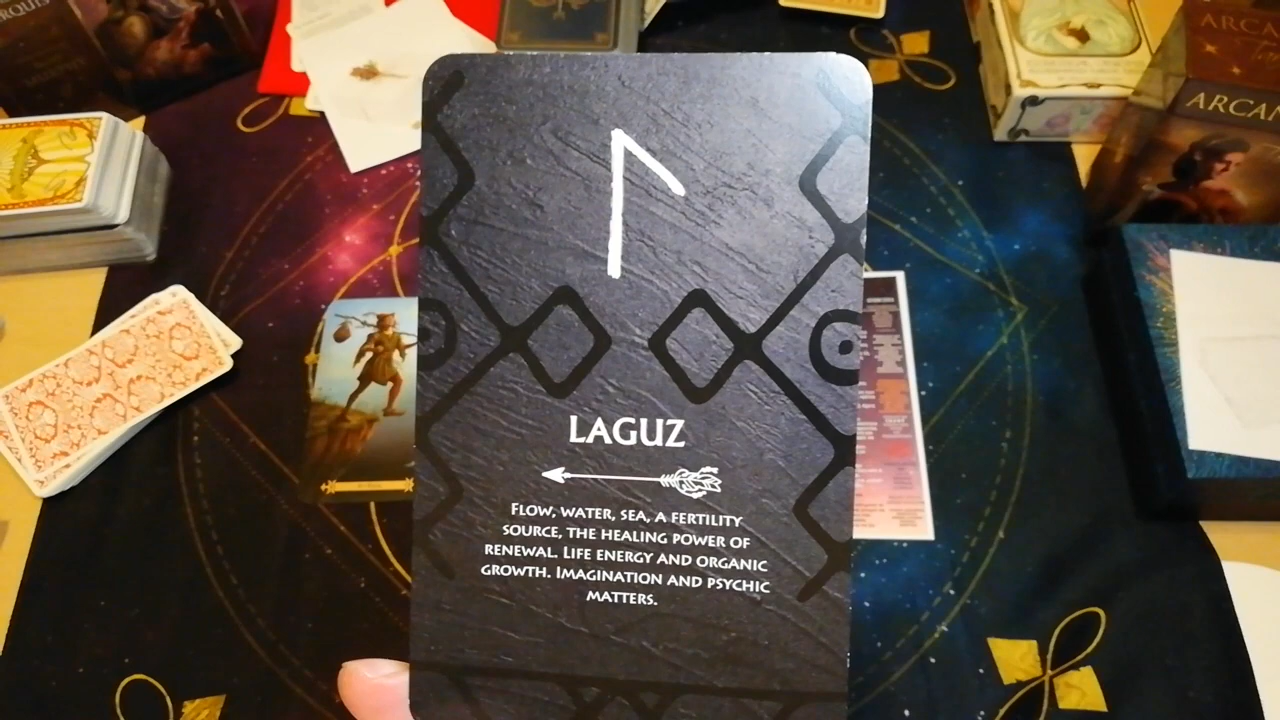 ARCA
ARCAN
LAGUZ
FLOW, WATER, SEA, A FERTILITY
SOURCE, THE HEALING POWER OF
RENEWAL. LIFE ENERGY AND ORGANIC
GROWTH. IMAGINATION AND PSYCHIC
MATTERS.